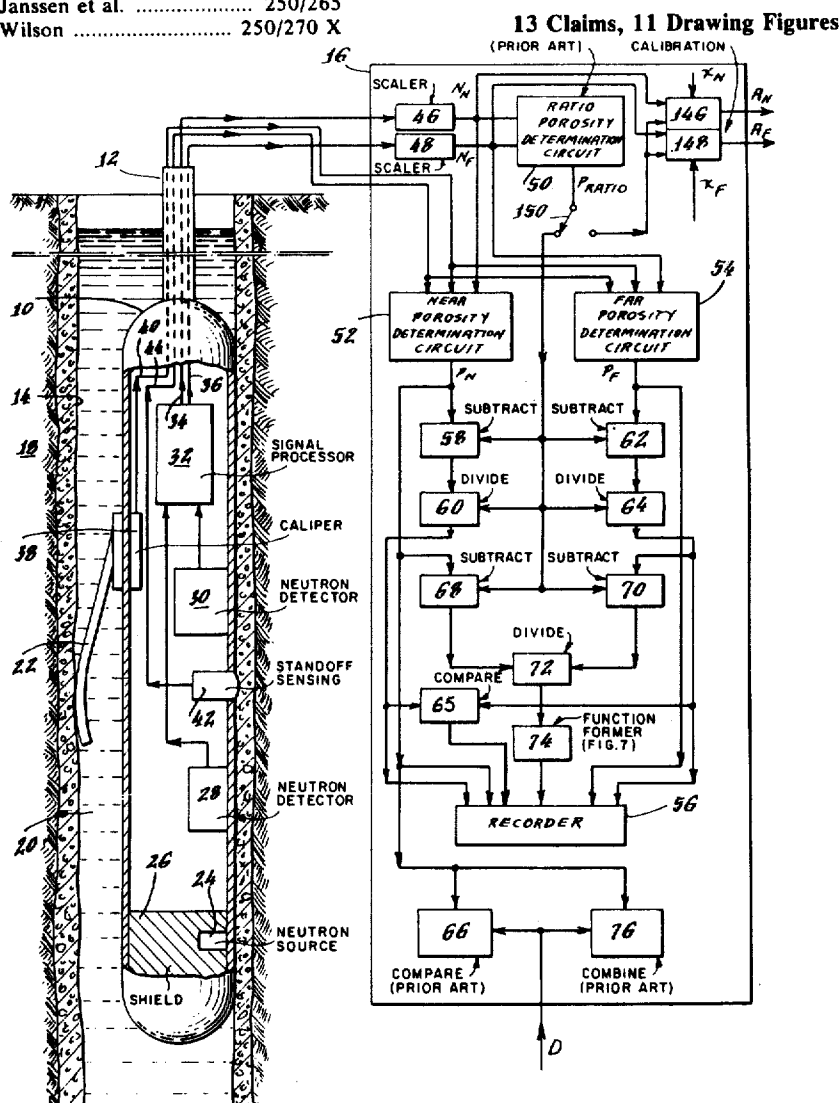 Janssen et al. .................... 250/265
Wilson ............................ 250/270 X
13 Claims, 11 Drawing Figures
(PRIOR ART)
CALIBRATION
16
SCALER
N_N
46
RATIO
POROSITY
DETERMINATION
CIRCUIT
50
x_N
146
R_N
148
R_F
48
SCALER
N_F
P_RATIO
150
x_F
12
10
40
44
36
34
14
18
32
SIGNAL
PROCESSOR
38
CALIPER
30
NEUTRON
DETECTOR
22
STANDOFF
SENSING
42
28
NEUTRON
DETECTOR
20
26
24
NEUTRON
SOURCE
SHIELD
52
NEAR
POROSITY
DETERMINATION
CIRCUIT
54
FAR
POROSITY
DETERMINATION
CIRCUIT
P_N
P_F
SUBTRACT
SUBTRACT
58
62
DIVIDE
DIVIDE
60
64
SUBTRACT
SUBTRACT
68
70
DIVIDE
72
COMPARE
65
74
FUNCTION
FORMER
(FIG.7)
RECORDER
56
66
76
COMPARE
(PRIOR ART)
COMBINE
(PRIOR ART)
D